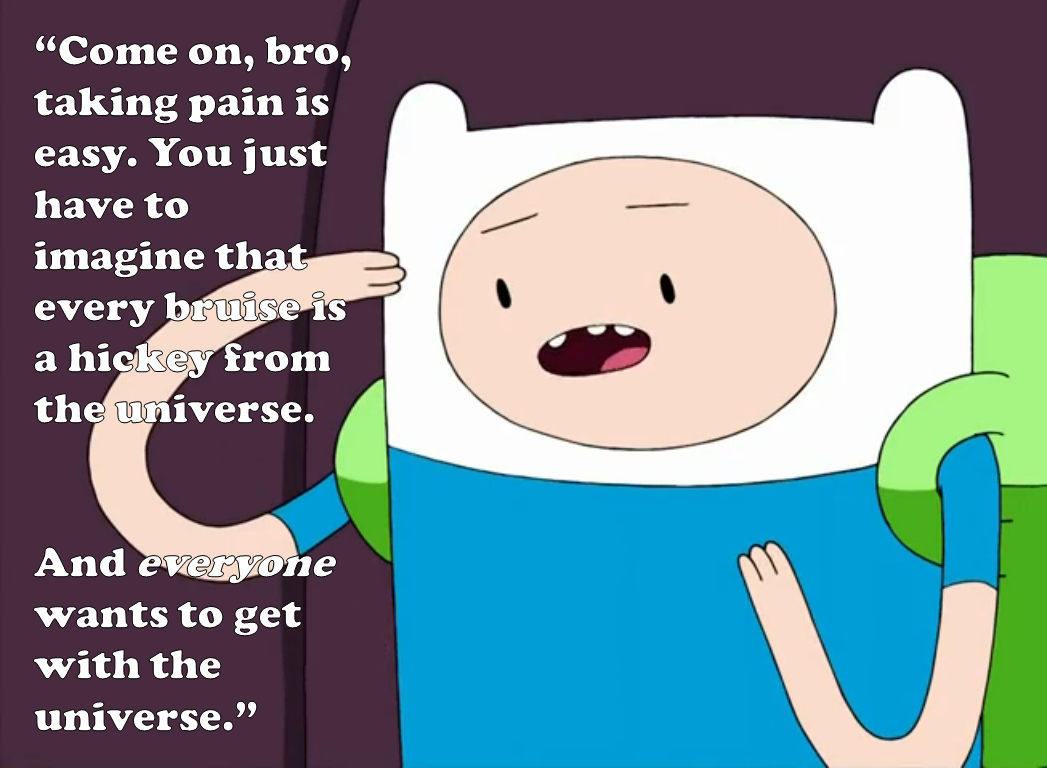 “Come on, bro,
taking pain is
easy. You just
have to
imagine that
every bruise is
a hickey from
the universe.
And everyone
wants to get
with the
universe.”